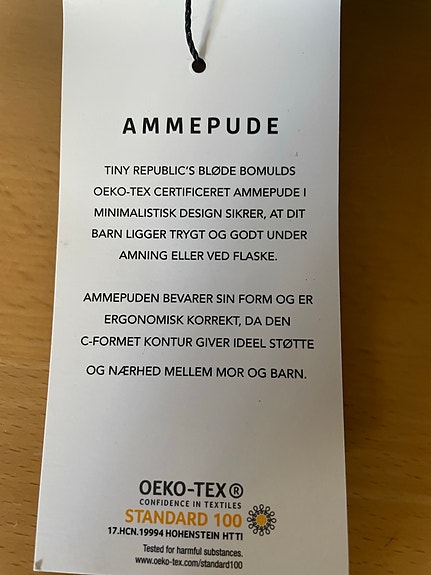 AMMEPUDE
TINY REPUBLIC'S BLØDE BOMULDS
OEKO-TEX CERTIFICERET AMMEPUDE I
MINIMALISTISK DESIGN SIKRER, AT DIT
BARN LIGGER TRYGT OG GODT UNDER
AMNING ELLER VED FLASKE.
AMMEPUDEN BEVARER SIN FORM OG ER
ERGONOMISK KORREKT, DA DEN
C-FORMET KONTUR GIVER IDEEL STØTTE
OG NÆRHED MELLEM MOR OG BARN.
OEKO-TEX®
CONFIDENCE IN TEXTILES
STANDARD 100
17.HCN.19994 HOHENSTEIN HTTI
Tested for harmful substances.
www.oeko-tex.com/standard100